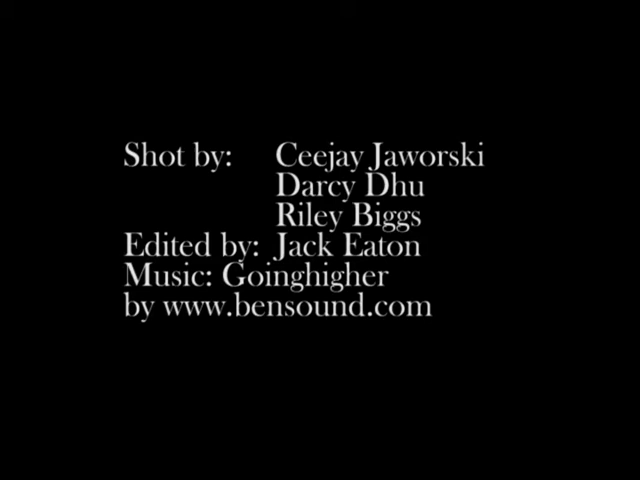 Shot by: Ceejay Jaworski
Darcy Dhu
Riley Biggs
Edited by: Jack Eaton
Music: Goinghigher
by www.bensound.com